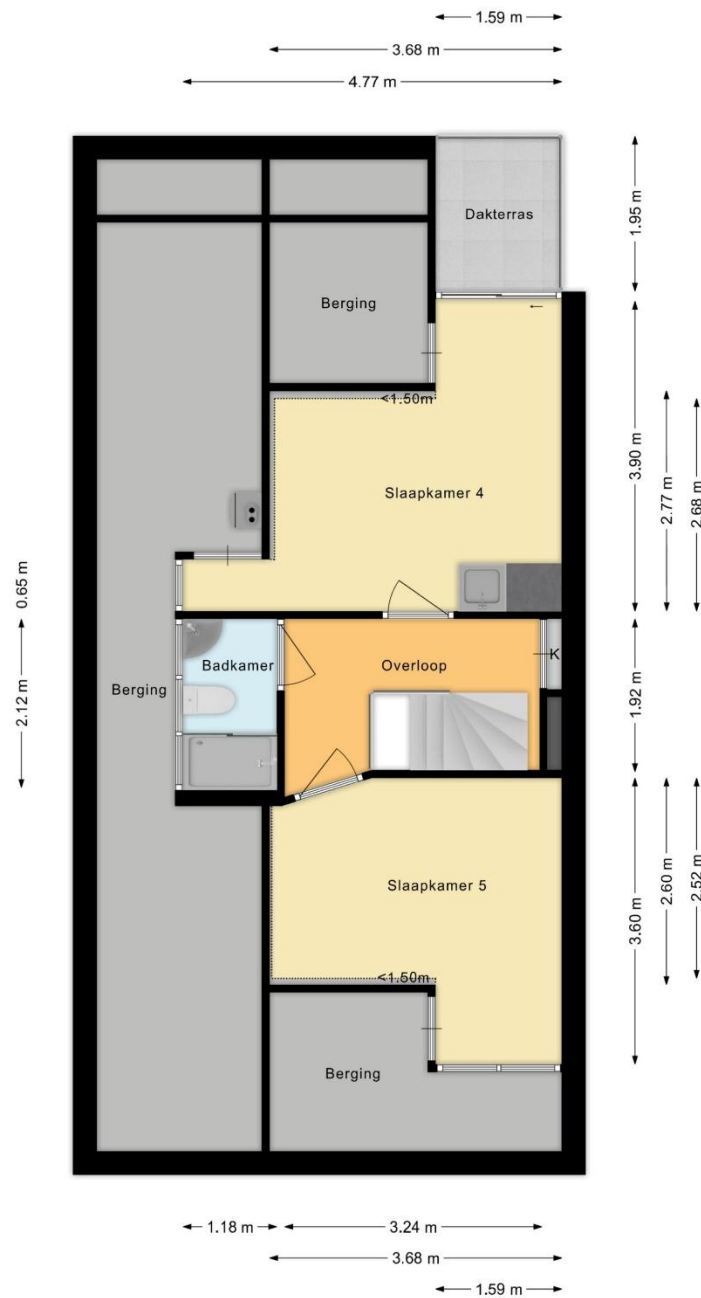 1.59 m
3.68 m
4.77 m
Dakterras
1.95 m
Berging
<1.50m
3.90 m
2.77 m
2.68 m
Slaapkamer 4
0.65 m
2.12 m
Berging
Badkamer
Overloop
K
1.92 m
Slaapkamer 5
<1.50m
3.60 m
2.60 m
2.52 m
Berging
1.18 m
3.24 m
3.68 m
1.59 m